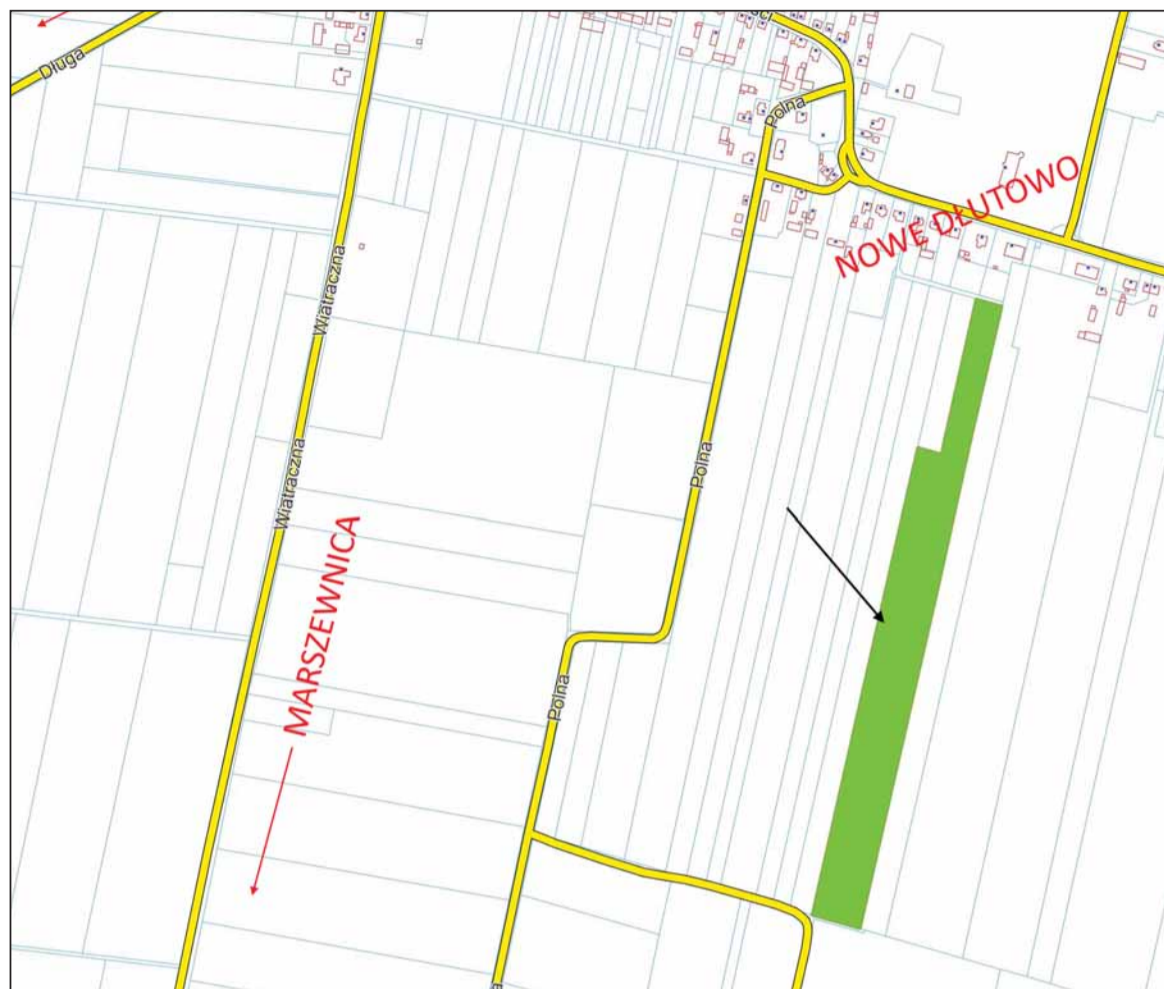 Długa
Polna
NOWE DŁUTOWO
Wiatraczna
Polna
Wiatraczna
MARSZEWNICA
Polna